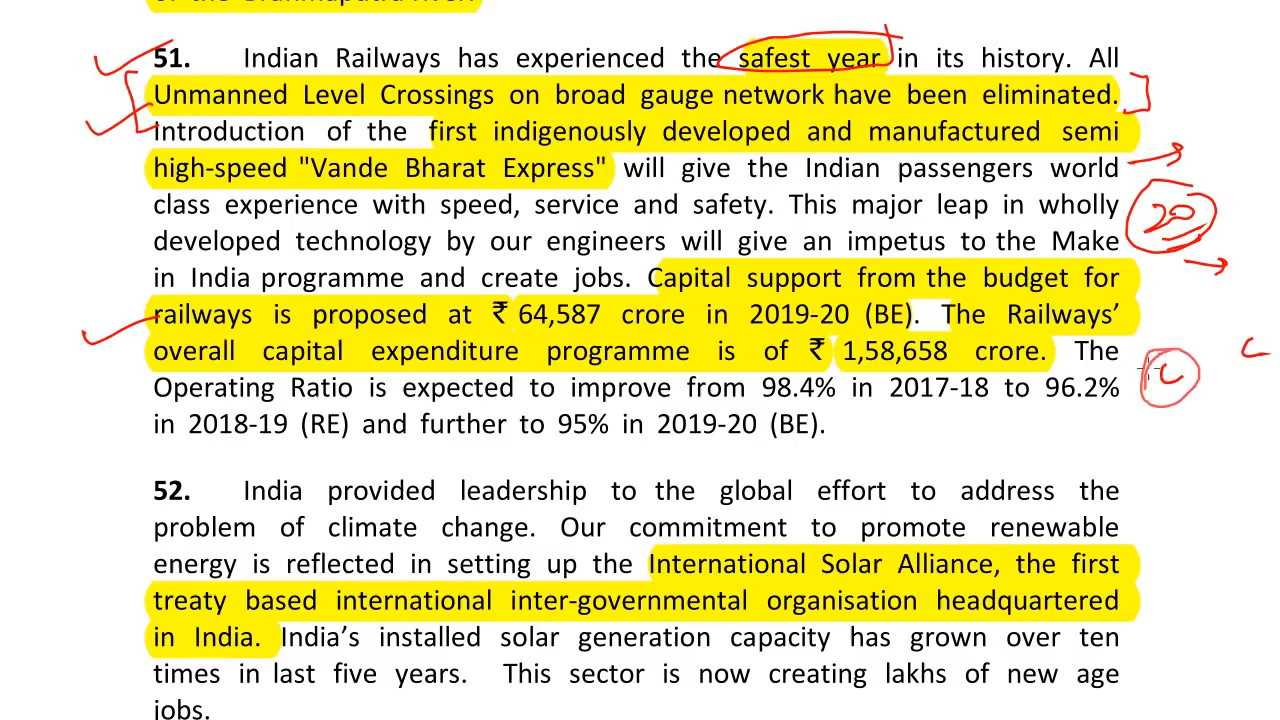 51. Indian Railways has experienced the safest year in its history. All
Unmanned Level Crossings on broad gauge network have been eliminated.
Introduction of the first indigenously developed and manufactured semi
high-speed "Vande Bharat Express" will give the Indian passengers world
class experience with speed, service and safety. This major leap in wholly
developed technology by our engineers will give an impetus to the Make
in India programme and create jobs. Capital support from the budget for
railways is proposed at ₹ 64,587 crore in 2019-20 (BE). The Railways’
overall capital expenditure programme is of ₹ 1,58,658 crore. The
Operating Ratio is expected to improve from 98.4% in 2017-18 to 96.2%
in 2018-19 (RE) and further to 95% in 2019-20 (BE).
20
52. India provided leadership to the global effort to address the
problem of climate change. Our commitment to promote renewable
energy is reflected in setting up the International Solar Alliance, the first
treaty based international inter-governmental organisation headquartered
in India. India’s installed solar generation capacity has grown over ten
times in last five years. This sector is now creating lakhs of new age
jobs.